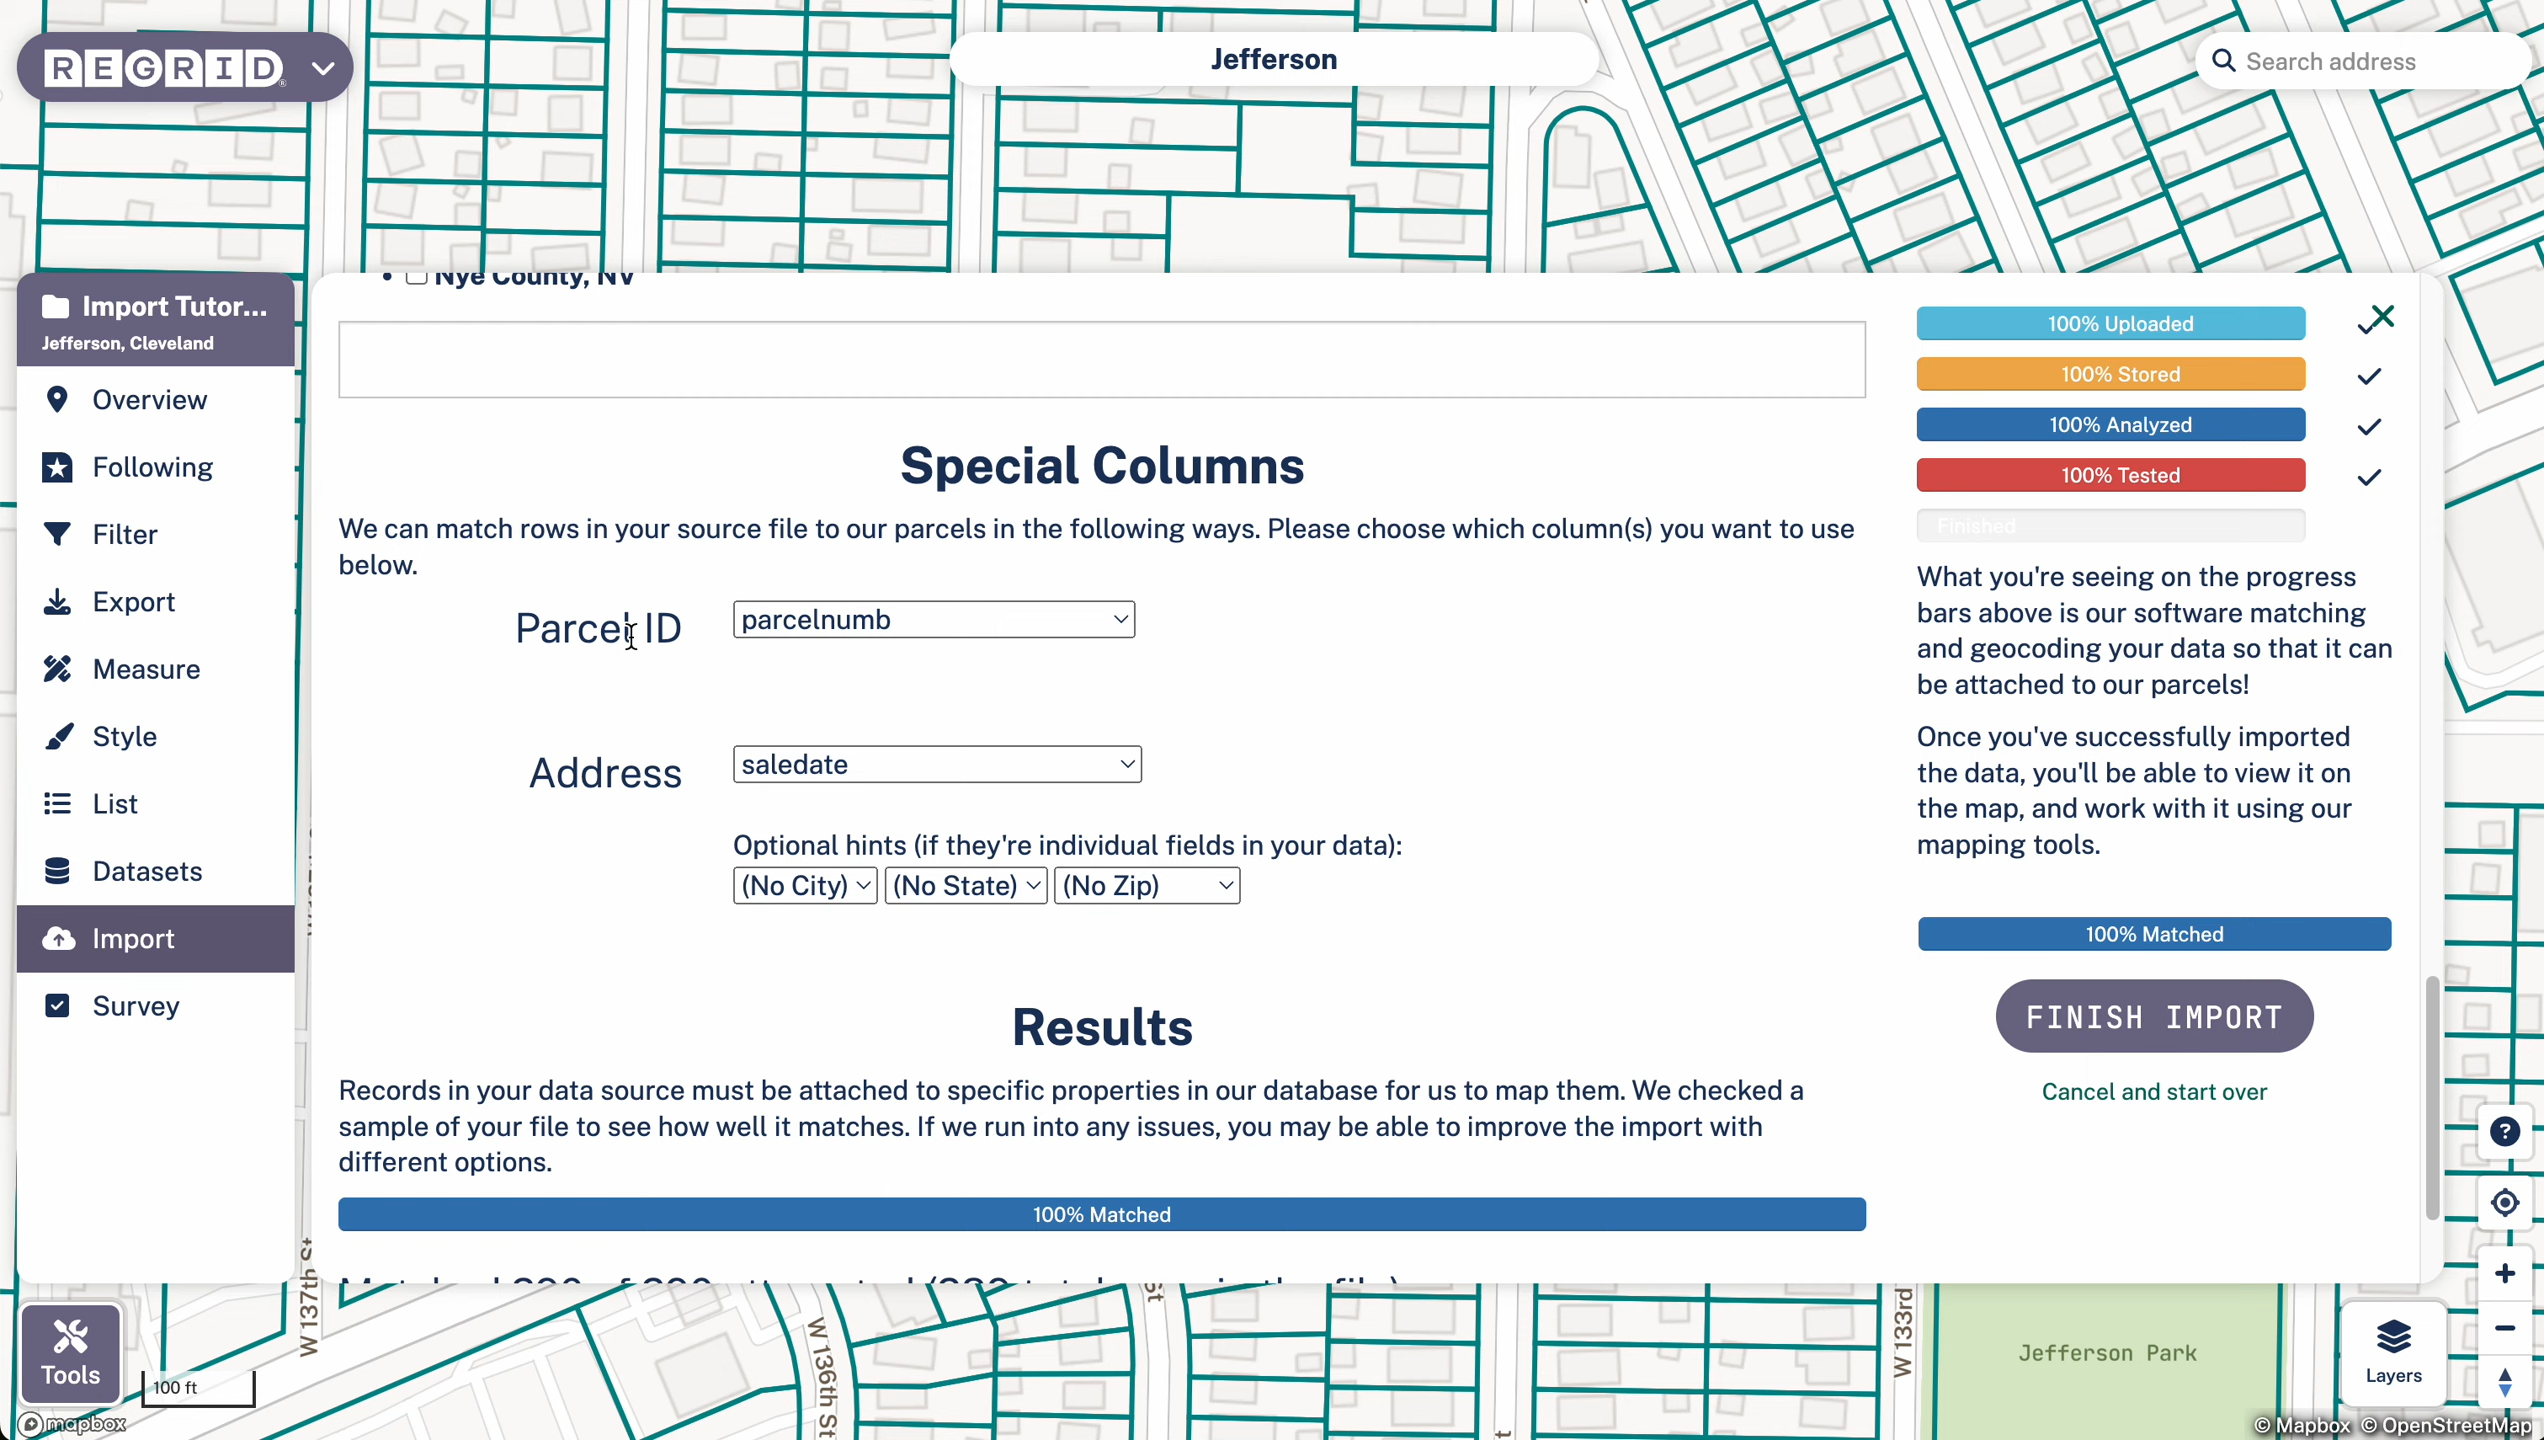 REGRID
Jefferson
Search address
Nye County, NV
Import Tutor...
Jefferson, Cleveland
Overview
Following
Filter
Export
Measure
Style
List
Datasets
Import
Survey
Special Columns
We can match rows in your source file to our parcels in the following ways. Please choose which column(s) you want to use
below.
Parcel ID
parcelnumb
Address
saledate
Optional hints (if they're individual fields in your data):
(No City) (No State) (No Zip)
Results
Records in your data source must be attached to specific properties in our database for us to map them. We checked a
sample of your file to see how well it matches. If we run into any issues, you may be able to improve the import with
different options.
100% Matched
100% Uploaded
100% Stored
100% Analyzed
100% Tested
Finished
What you're seeing on the progress
bars above is our software matching
and geocoding your data so that it can
be attached to our parcels!
Once you've successfully imported
the data, you'll be able to view it on
the map, and work with it using our
mapping tools.
100% Matched
FINISH IMPORT
Cancel and start over
W 137th St
W 136th St
St
W 133rd
Jefferson Park
Tools
100 ft
Layers
mapbox
© Mapbox © OpenStreetMap